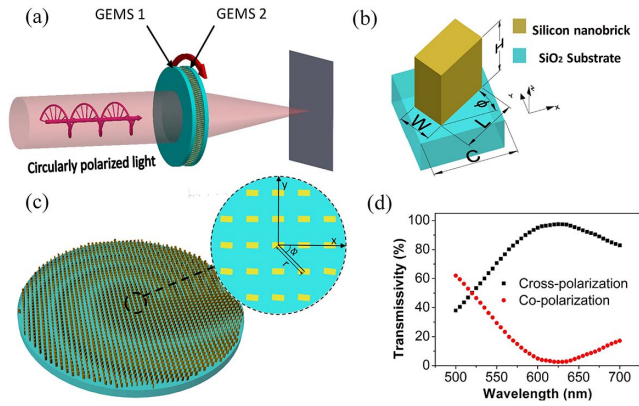 (a)
GEMS 1
GEMS 2
Circularly polarized light
(b)
Silicon nanobrick
SiO₂ Substrate
H
ϕ
W
L
C
Y
Z
X
(c)
y
x
Φ
r
(d)
Transmissivity (%)
100
80
60
40
20
0
Cross-polarization
Co-polarization
500 550 600 650 700
Wavelength (nm)